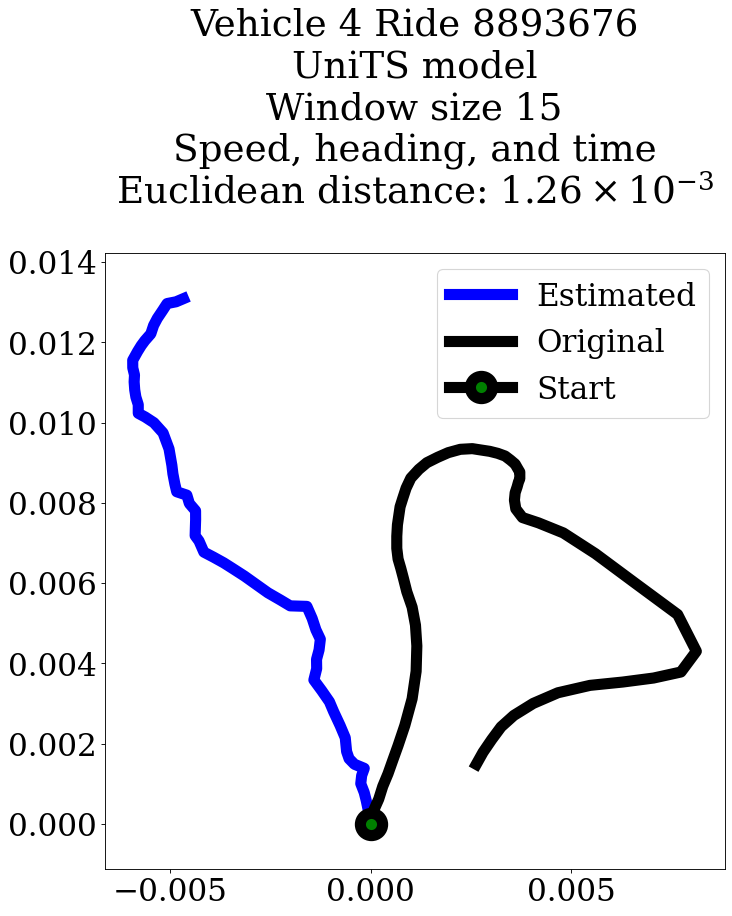 Vehicle 4 Ride 8893676
UniTS model
Window size 15
Speed, heading, and time
Euclidean distance: 1.26 × 10⁻³
0.014
0.012
0.010
0.008
0.006
0.004
0.002
0.000
Estimated
Original
Start
−0.005
0.000
0.005